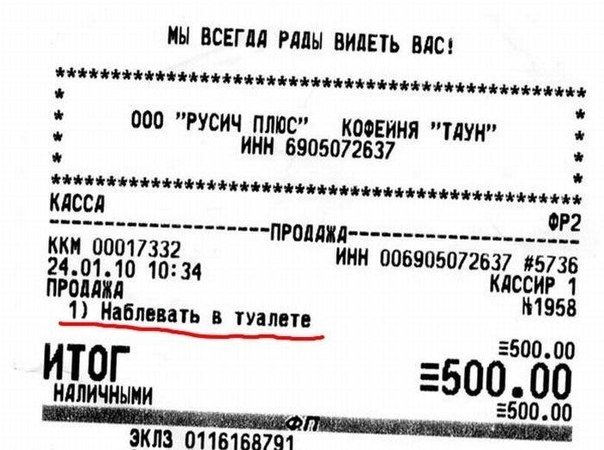 МЫ ВСЕГДА РАДЫ ВИДЕТЬ ВАС!
****************************************
* *
* ООО "РУСИЧ ПЛЮС" КОФЕЙНЯ "ТАУН" *
* ИНН 6905072637 *
* *
****************************************
КАССА ФР2
--------------------ПРОДАЖА--------------------
ККМ 00017332 ИНН 006905072637 #5736
24.01.10 10:34 КАССИР 1
ПРОДАЖА №1958
1) Наблевать в туалете
≡500.00
ИТОГ ≡500.00
НАЛИЧНЫМИ ≡500.00
ФП
ЭКЛЗ 0116168791